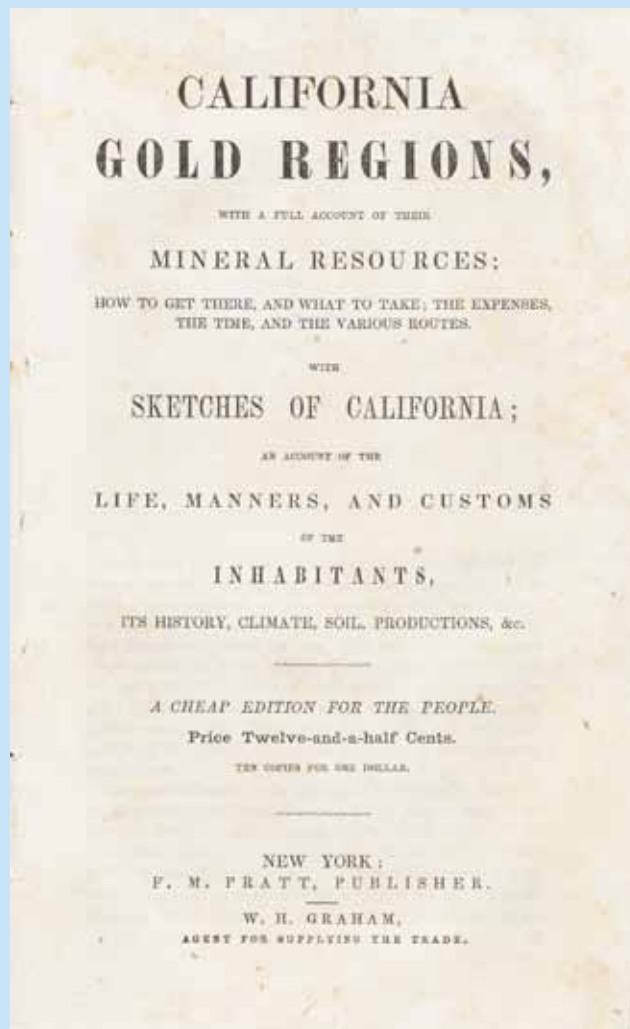 CALIFORNIA
GOLD REGIONS,
WITH A FULL ACCOUNT OF THEIR
MINERAL RESOURCES;
HOW TO GET THERE, AND WHAT TO TAKE; THE EXPENSES,
THE TIME, AND THE VARIOUS ROUTES.
WITH
SKETCHES OF CALIFORNIA;
AN ACCOUNT OF THE
LIFE, MANNERS, AND CUSTOMS
OF THE
INHABITANTS,
ITS HISTORY, CLIMATE, SOIL, PRODUCTIONS, &c.
A CHEAP EDITION FOR THE PEOPLE.
Price Twelve-and-a-half Cents.
TEN COPIES FOR ONE DOLLAR.
NEW YORK:
F. M. PRATT, PUBLISHER.
W. H. GRAHAM,
AGENT FOR SUPPLYING THE TRADE.